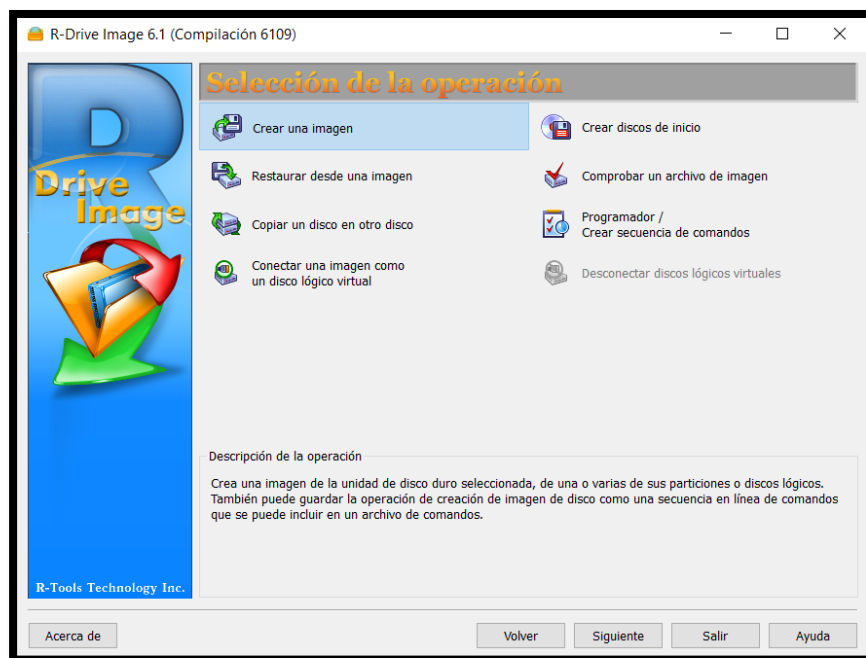 R-Drive Image 6.1 (Compilación 6109)
Selección de la operación
R
Drive
Image
Crear una imagen
Crear discos de inicio
Restaurar desde una imagen
Comprobar un archivo de imagen
Copiar un disco en otro disco
Programador /
Crear secuencia de comandos
Conectar una imagen como
un disco lógico virtual
Desconectar discos lógicos virtuales
Descripción de la operación
Crea una imagen de la unidad de disco duro seleccionada, de una o varias de sus particiones o discos lógicos.
También puede guardar la operación de creación de imagen de disco como una secuencia en línea de comandos
que se puede incluir en un archivo de comandos.
R-Tools Technology Inc.
Acerca de
Volver
Siguiente
Salir
Ayuda